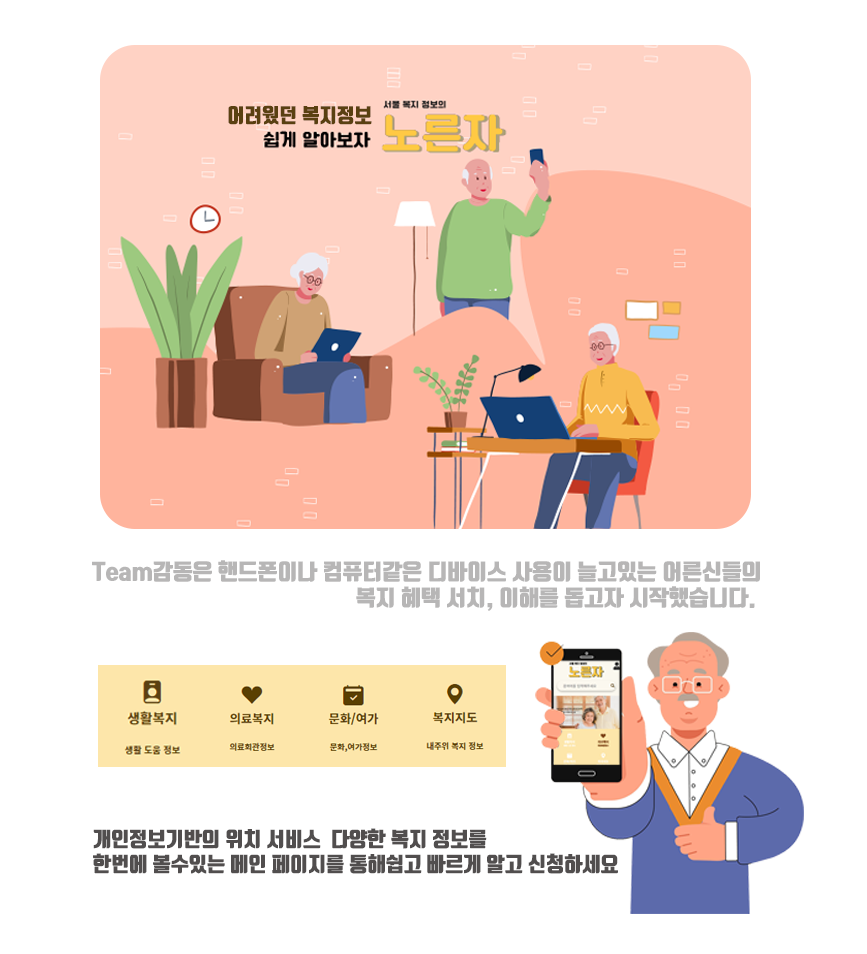 어려웠던 복지정보
쉽게 알아보자
서울 복지 정보의
노른자
Team감동은 핸드폰이나 컴퓨터같은 디바이스 사용이 늘고있는 어른신들의
복지 혜택 서치, 이해를 돕고자 시작했습니다.
노른자
생활복지
의료복지
문화/여가
복지지도
생활 도움 정보
의료회관정보
문화,여가정보
내주위 복지 정보
개인정보기반의 위치 서비스 다양한 복지 정보를
한번에 볼수있는 메인 페이지를 통해쉽고 빠르게 알고 신청하세요